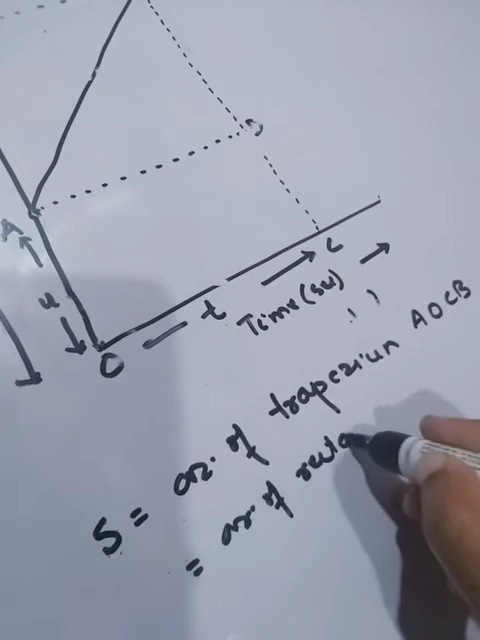 A
u
O
t
C
Time (sec)
S = ar. of trapezium AOCB
= ar. of recta